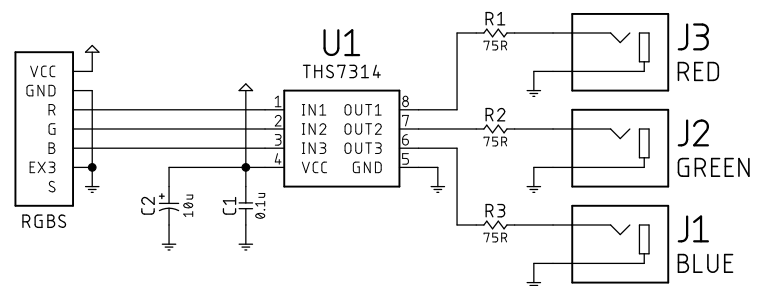 VCC
GND
R
G
B
EX3
S
RGBS
U1
THS7314
1
2
3
4
IN1
IN2
IN3
VCC
OUT1
OUT2
OUT3
GND
8
7
6
5
C2
+
10u
C1
0.1u
R1
75R
R2
75R
R3
75R
J3
RED
J2
GREEN
J1
BLUE